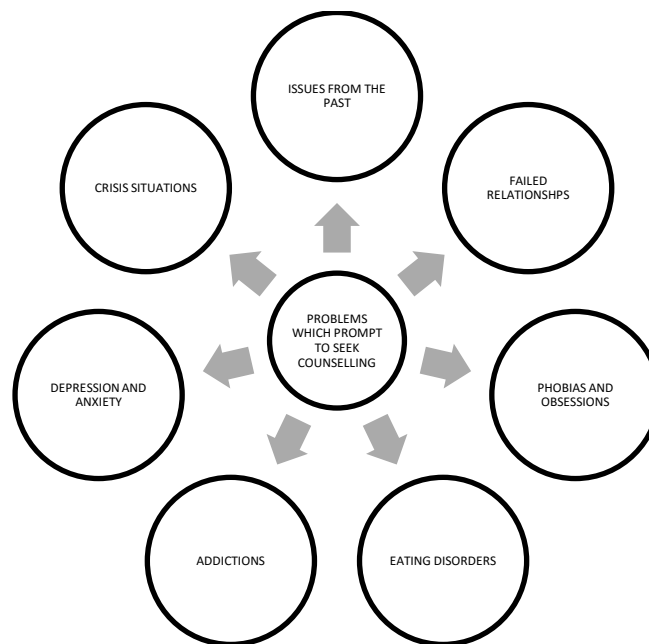 ISSUES FROM THE
PAST
FAILED
RELATIONSHPS
PHOBIAS AND
OBSESSIONS
EATING DISORDERS
ADDICTIONS
DEPRESSION AND
ANXIETY
CRISIS SITUATIONS
PROBLEMS
WHICH PROMPT
TO SEEK
COUNSELLING